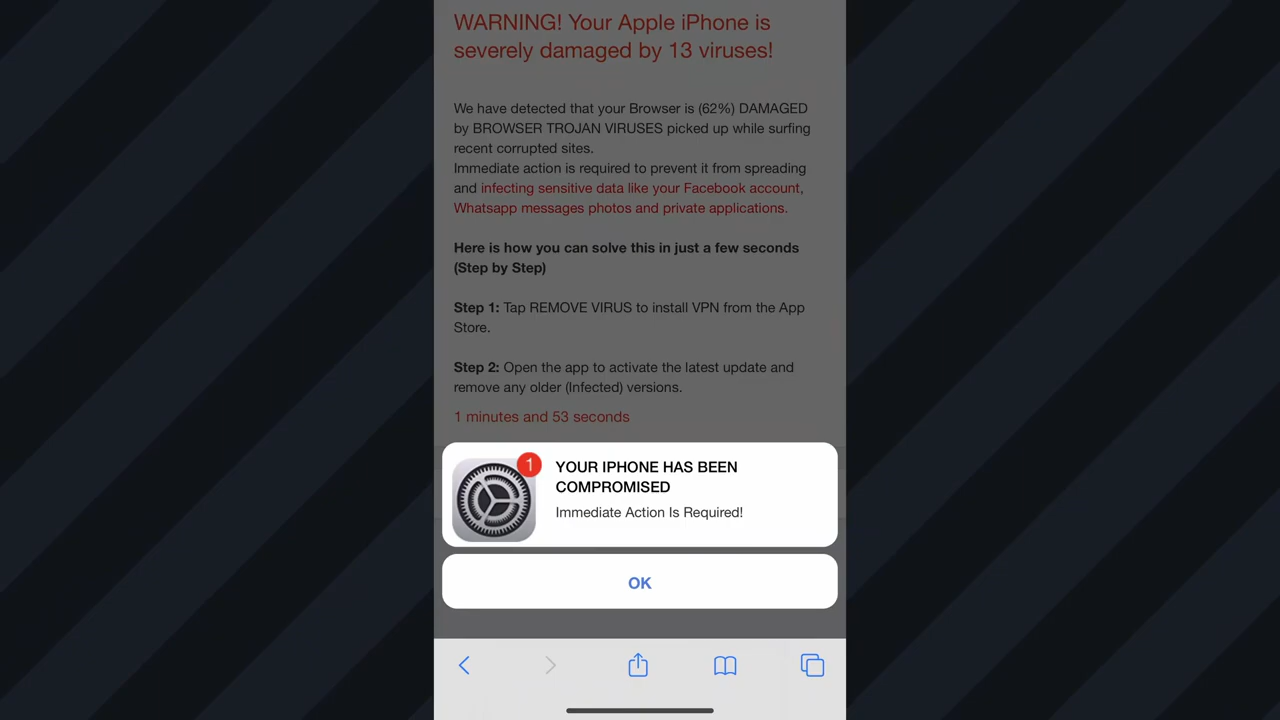 WARNING! Your Apple iPhone is
severely damaged by 13 viruses!
We have detected that your Browser is (62%) DAMAGED
by BROWSER TROJAN VIRUSES picked up while surfing
recent corrupted sites.
Immediate action is required to prevent it from spreading
and infecting sensitive data like your Facebook account,
Whatsapp messages photos and private applications.
Here is how you can solve this in just a few seconds
(Step by Step)
Step 1: Tap REMOVE VIRUS to install VPN from the App
Store.
Step 2: Open the app to activate the latest update and
remove any older (Infected) versions.
1 minutes and 53 seconds
1
YOUR IPHONE HAS BEEN
COMPROMISED
Immediate Action Is Required!
OK